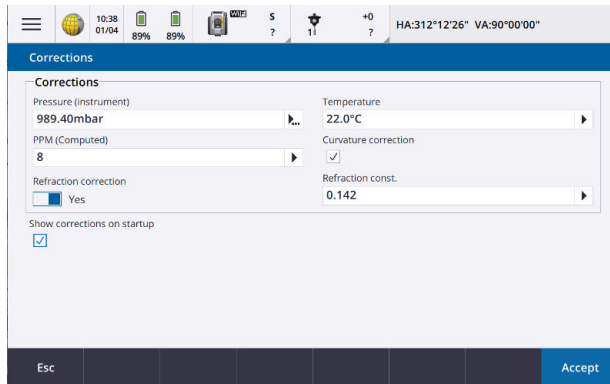 10:38
01/04
89%
89%
WiFi
S
?
1
+0
?
HA:312°12'26" VA:90°00'00"
Corrections
Corrections
Pressure (instrument)
Temperature
989.40mbar
22.0°C
PPM (Computed)
Curvature correction
8
Refraction correction
Refraction const.
Yes
0.142
Show corrections on startup
Esc
Accept